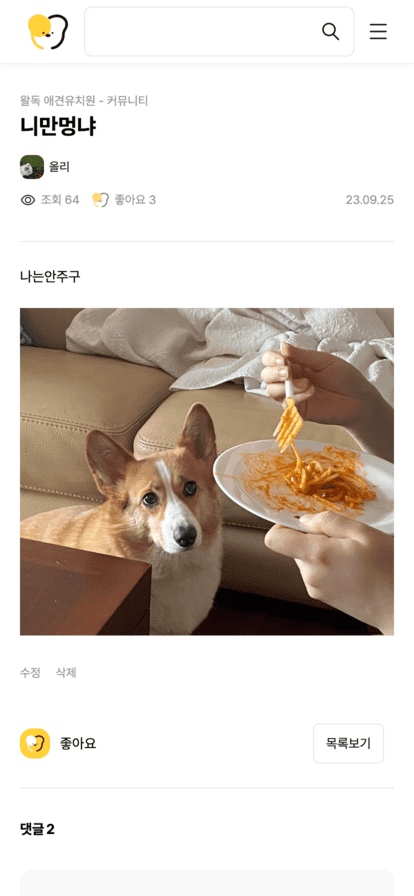 왈독 애견유치원 - 커뮤니티
니만멍냐
올리
조회 64 좋아요 3 23.09.25
나는안주구
수정 삭제
좋아요 목록보기
댓글 2